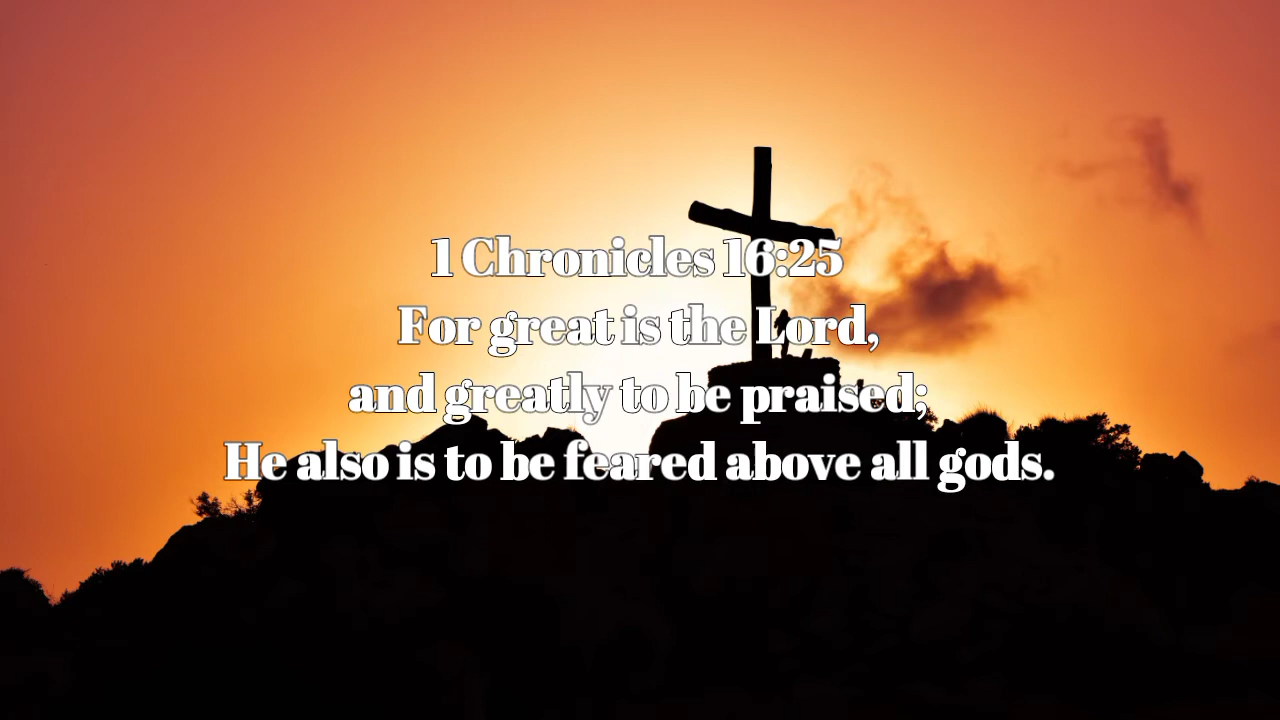 1 Chronicles 16:25
For great is the Lord,
and greatly to be praised;
He also is to be feared above all gods.